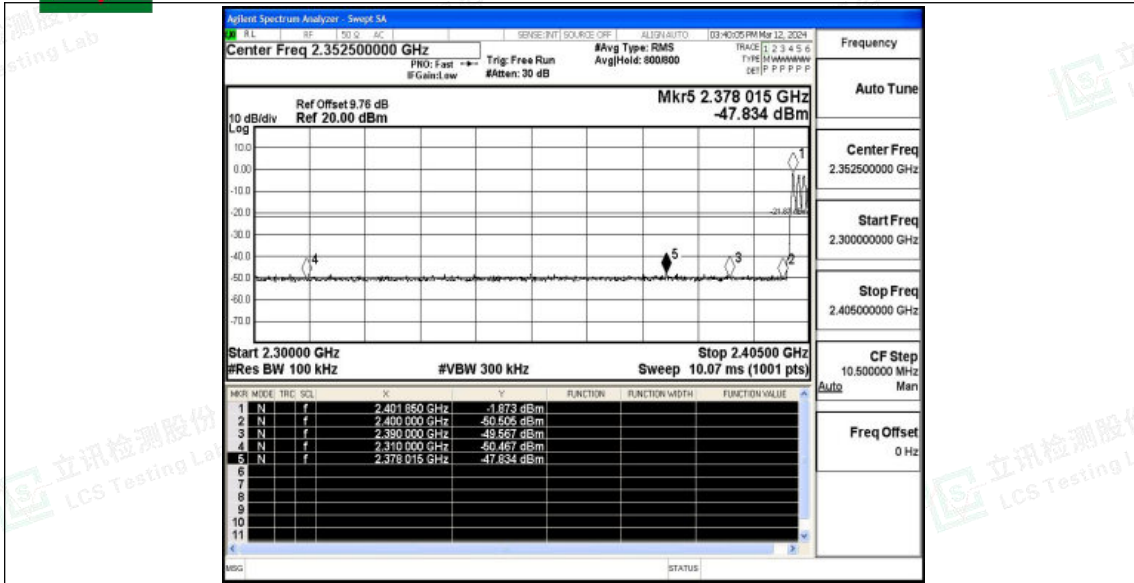 Agilent Spectrum Analyzer - Swept SA
RL RF 50 Ω AC SENSE:INT SOURCE OFF ALIGN AUTO 03:40:05 PM Mar 12, 2024
Center Freq 2.352500000 GHz
PNO: Fast
IFGain:Low
Trig: Free Run
#Atten: 30 dB
#Avg Type: RMS
Avg|Hold: 800/800
TRACE 1 2 3 4 5 6
TYPE M WWWWW
DET P P P P P P
Ref Offset 9.76 dB
10 dB/div Ref 20.00 dBm
Log
Mkr5 2.378 015 GHz
-47.834 dBm
10.0
0.00
-10.0
-20.0
-30.0
-40.0
-50.0
-60.0
-70.0
1
5
3
2
4
Start 2.30000 GHz Stop 2.40500 GHz
#Res BW 100 kHz #VBW 300 kHz Sweep 10.07 ms (1001 pts)
MKR MODE TRC SCL X Y FUNCTION FUNCTION WIDTH FUNCTION VALUE
1 N f 2.401 850 GHz -1.873 dBm
2 N f 2.400 000 GHz -50.505 dBm
3 N f 2.390 000 GHz -49.567 dBm
4 N f 2.310 000 GHz -50.467 dBm
5 N f 2.378 015 GHz -47.834 dBm
6
7
8
9
10
11
MSG STATUS
Frequency
Auto Tune
Center Freq
2.352500000 GHz
Start Freq
2.300000000 GHz
Stop Freq
2.405000000 GHz
CF Step
10.500000 MHz
Auto Man
Freq Offset
0 Hz
立讯检测股份
LCS Testing Lab
立讯检测股份
LCS Testing L